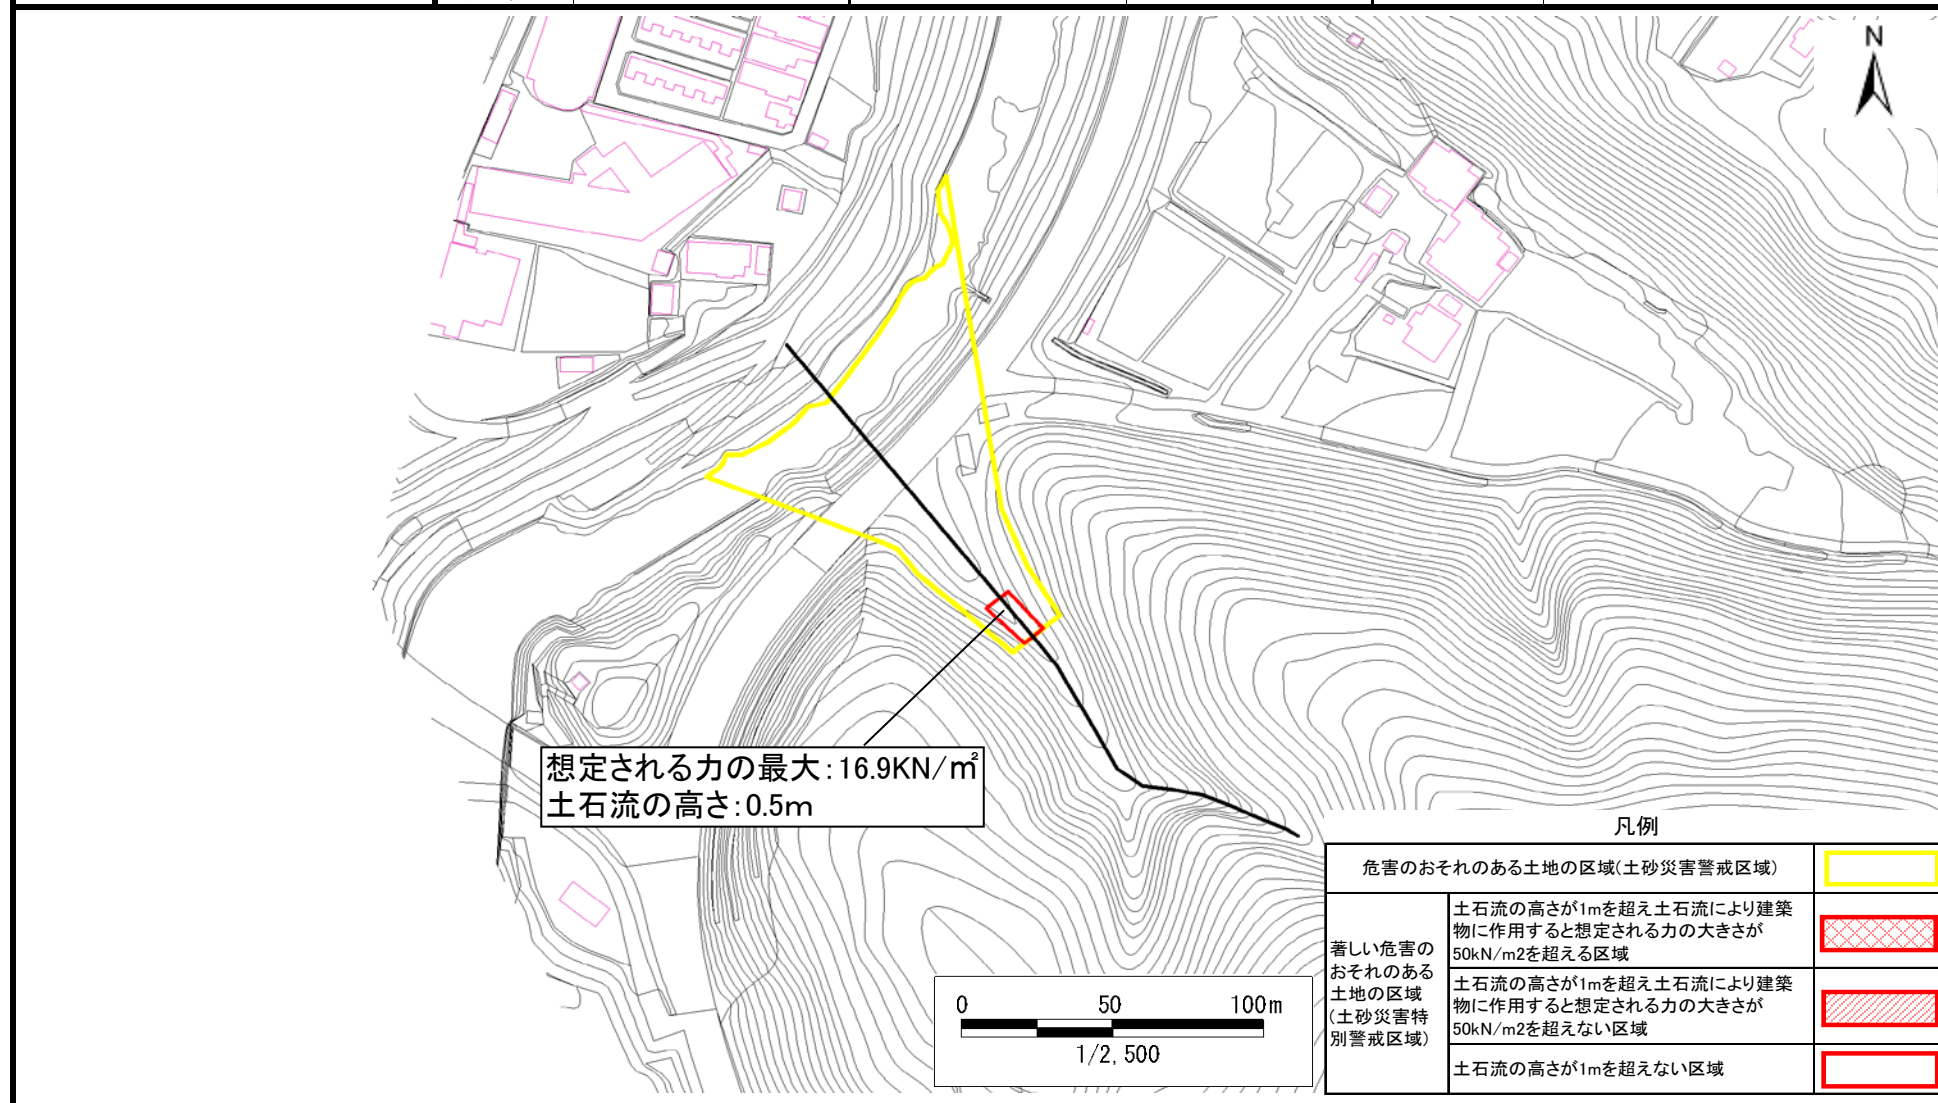 N
想定される力の最大:16.9KN/㎡
土石流の高さ:0.5m
0 50 100m
1/2,500
凡例
危害のおそれのある土地の区域(土砂災害警戒区域)
著しい危害の
おそれのある
土地の区域
(土砂災害特
別警戒区域)
土石流の高さが1mを超え土石流により建築
物に作用すると想定される力の大きさが
50kN/m2を超える区域
土石流の高さが1mを超え土石流により建築
物に作用すると想定される力の大きさが
50kN/m2を超えない区域
土石流の高さが1mを超えない区域